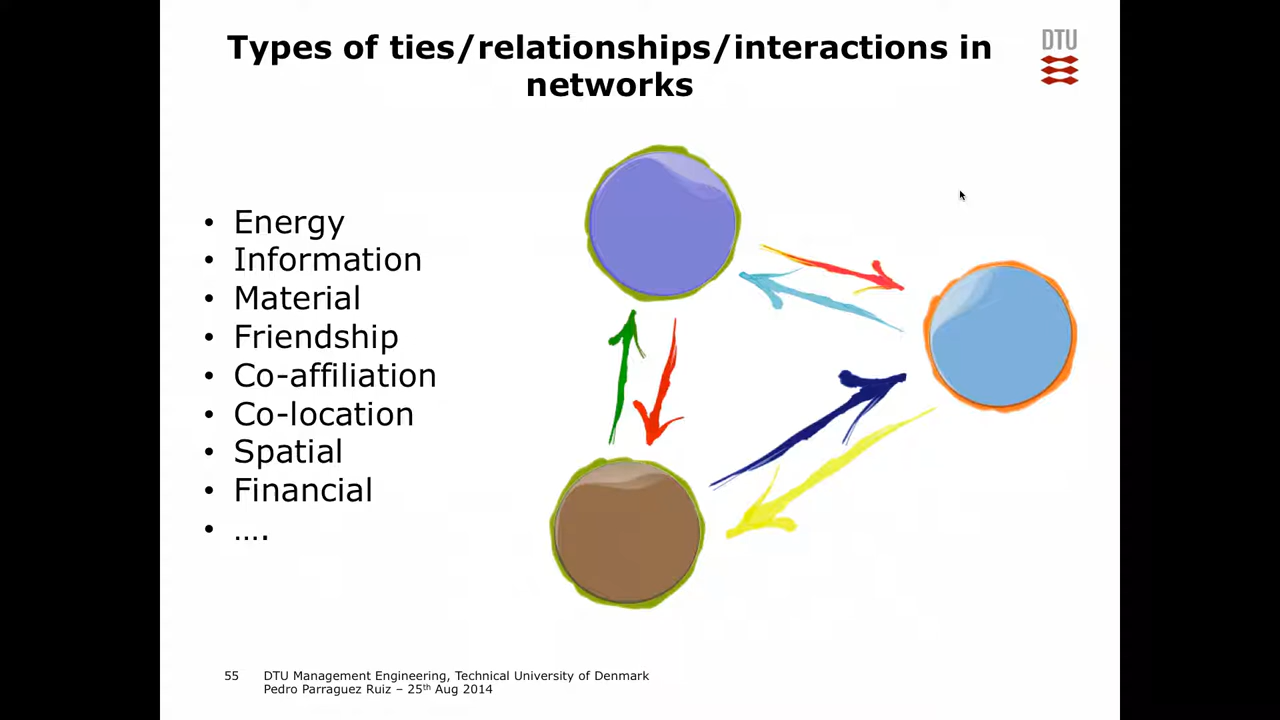 Types of ties/relationships/interactions in
networks
DTU
• Energy
• Information
• Material
• Friendship
• Co-affiliation
• Co-location
• Spatial
• Financial
• ....
55 DTU Management Engineering, Technical University of Denmark
Pedro Parraguez Ruiz – 25th Aug 2014